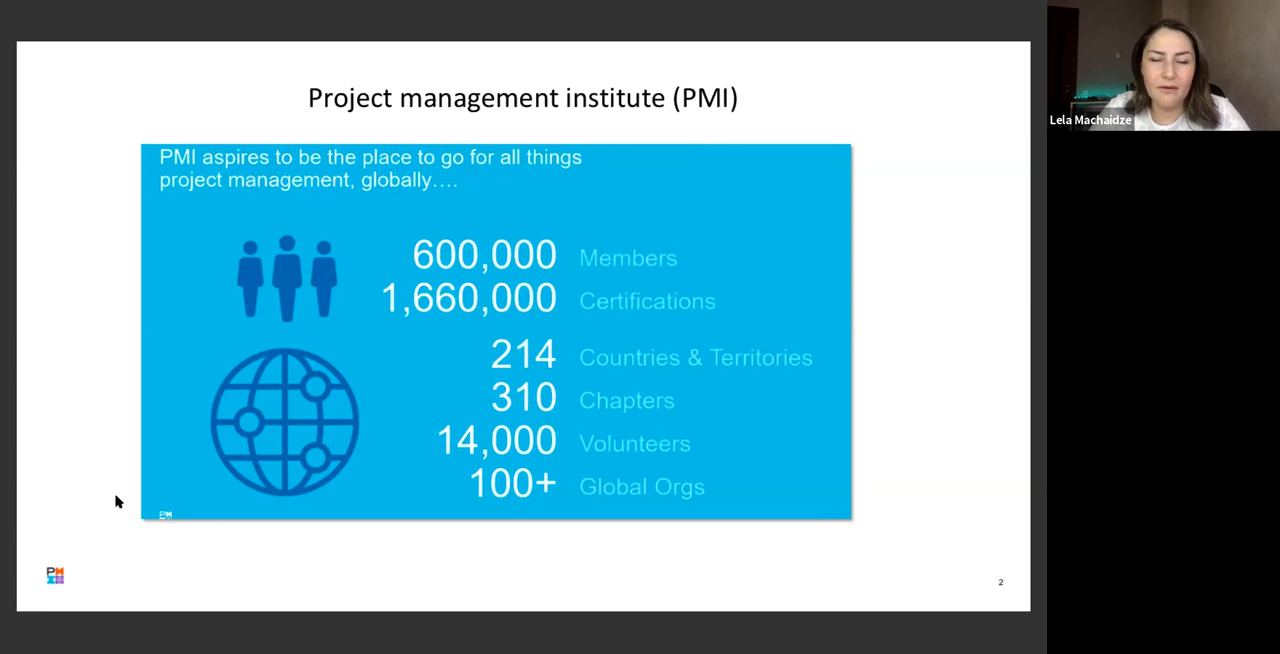 Project management institute (PMI)
PMI aspires to be the place to go for all things
project management, globally....
600,000 Members
1,660,000 Certifications
214 Countries & Territories
310 Chapters
14,000 Volunteers
100+ Global Orgs
2
Lela Machaidze